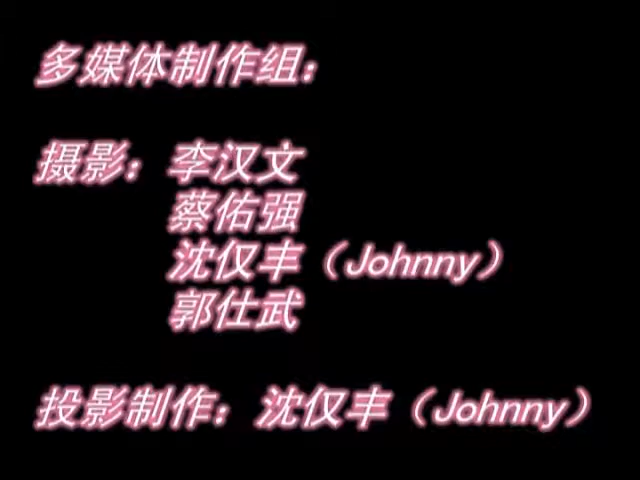 多媒体制作组：
摄影：李汉文
蔡佑强
沈仅丰（Johnny）
郭仕武
投影制作：沈仅丰（Johnny）